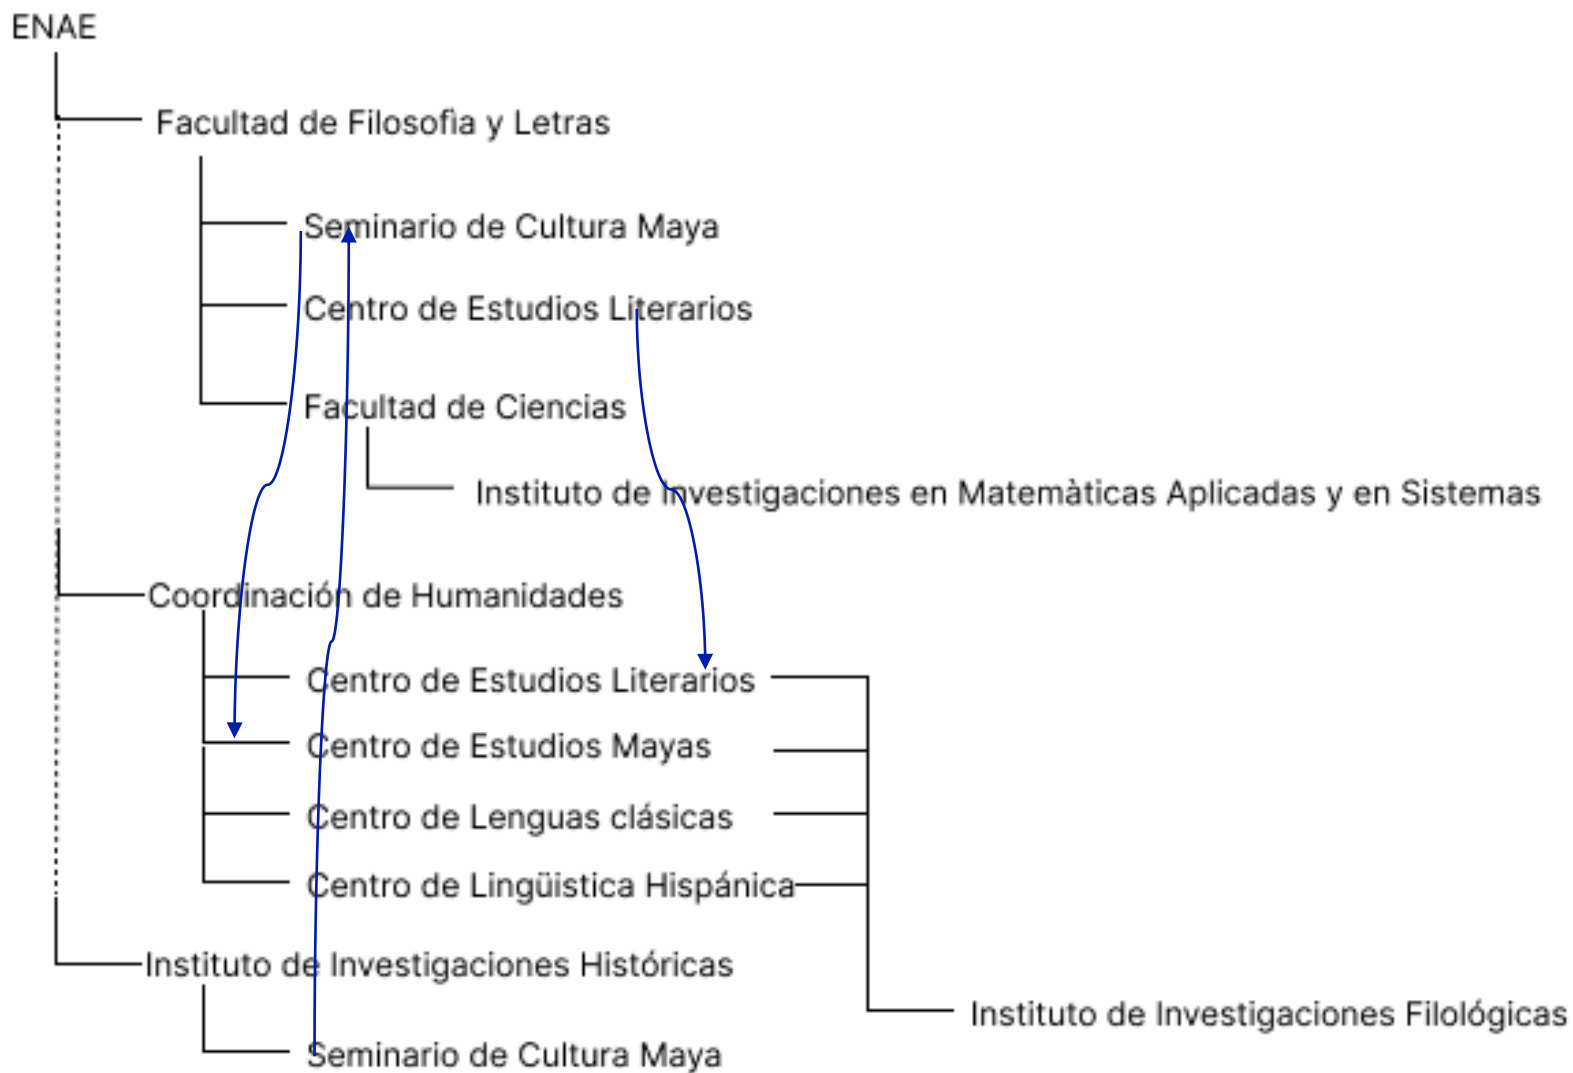 ENAE
Facultad de Filosofia y Letras
Seminario de Cultura Maya
Centro de Estudios Literarios
Facultad de Ciencias
Instituto de Investigaciones en Matemàticas Aplicadas y en Sistemas
Coordinación de Humanidades
Centro de Estudios Literarios
Centro de Estudios Mayas
Centro de Lenguas clásicas
Centro de Lingüistica Hispánica
Instituto de Investigaciones Históricas
Instituto de Investigaciones Filológicas
Seminario de Cultura Maya